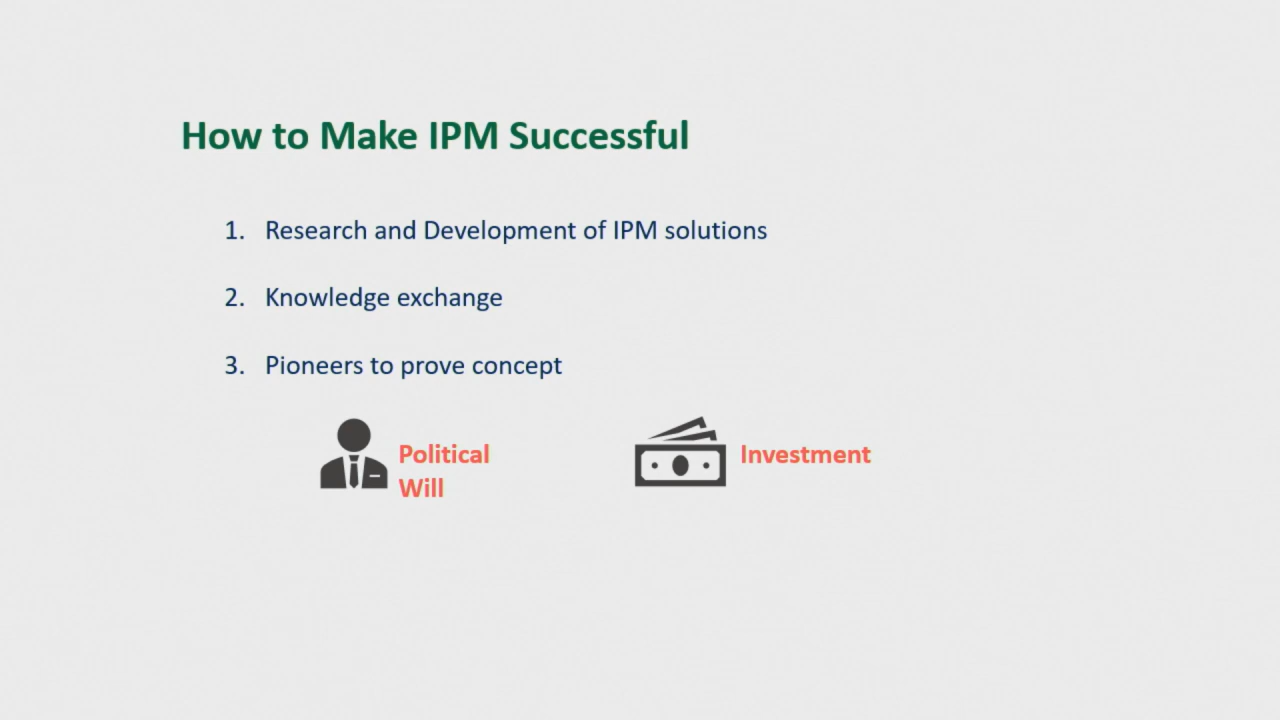 How to Make IPM Successful
1. Research and Development of IPM solutions
2. Knowledge exchange
3. Pioneers to prove concept
Political
Will
Investment